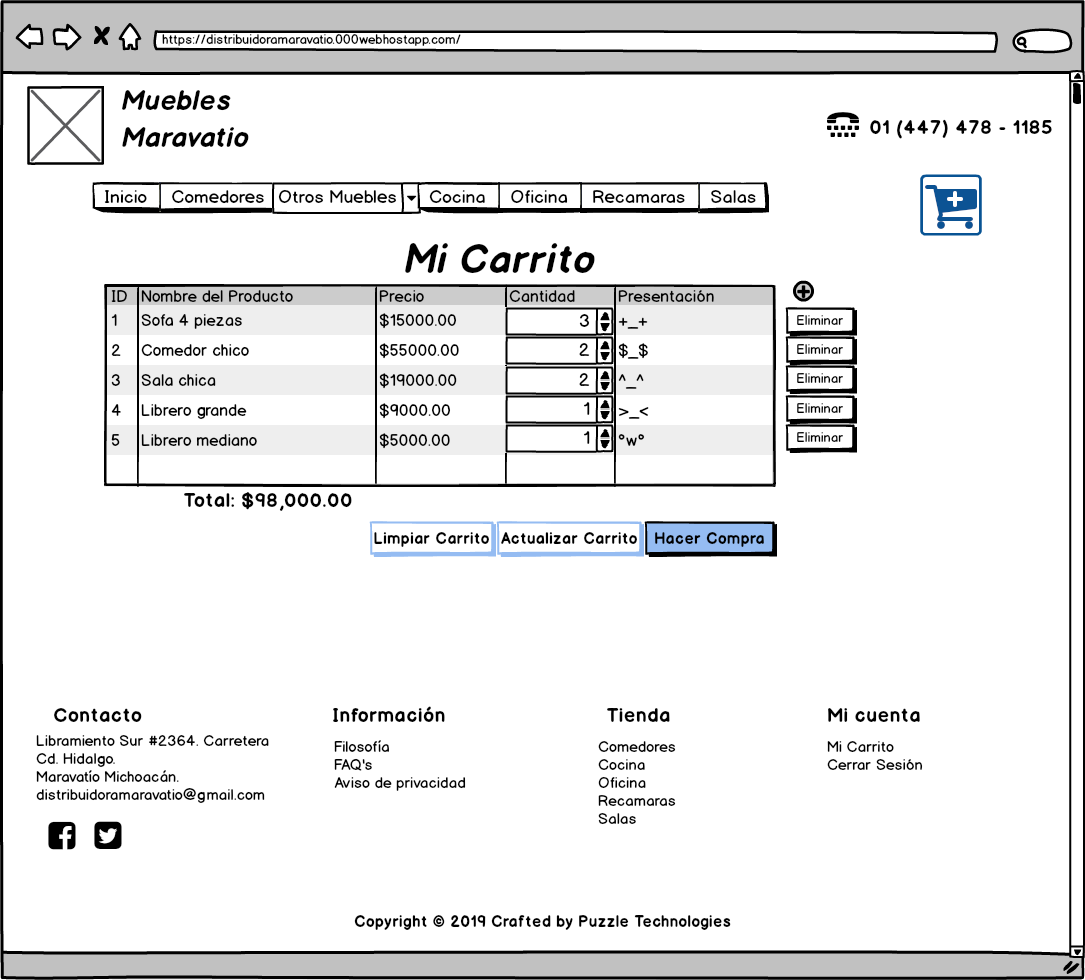 https://distribuidoramaravatio.000webhostapp.com/
Muebles
Maravatio
01 (447) 478 - 1185
Inicio Comedores Otros Muebles Cocina Oficina Recamaras Salas
Mi Carrito
ID Nombre del Producto Precio Cantidad Presentación
1 Sofa 4 piezas $15000.00 3 +_+ Eliminar
2 Comedor chico $55000.00 2 $_$ Eliminar
3 Sala chica $19000.00 2 ^_^ Eliminar
4 Librero grande $9000.00 1 >_< Eliminar
5 Librero mediano $5000.00 1 °w° Eliminar
Total: $98,000.00
Limpiar Carrito Actualizar Carrito Hacer Compra
Contacto
Libramiento Sur #2364. Carretera
Cd. Hidalgo.
Maravatío Michoacán.
distribuidoramaravatio@gmail.com
Información
Filosofía
FAQ's
Aviso de privacidad
Tienda
Comedores
Cocina
Oficina
Recamaras
Salas
Mi cuenta
Mi Carrito
Cerrar Sesión
Copyright © 2019 Crafted by Puzzle Technologies